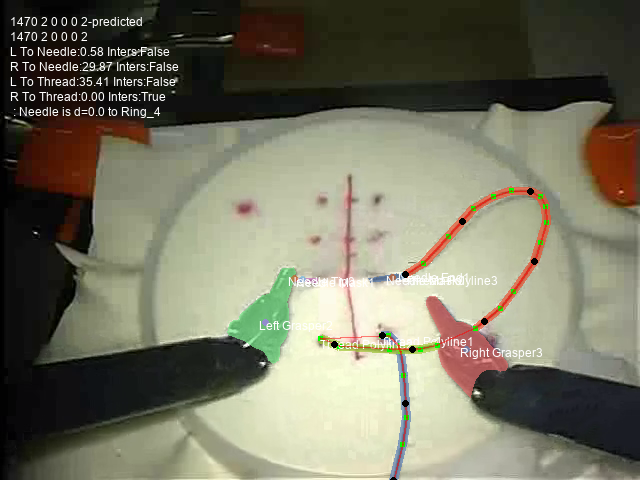 1470 2 0 0 0 2-predicted
1470 2 0 0 0 2
L To Needle:0.58 Inters:False
R To Needle:29.87 Inters:False
L To Thread:35.41 Inters:False
R To Thread:0.00 Inters:True
: Needle is d=0.0 to Ring_4
Left Grasper
Right Grasper3